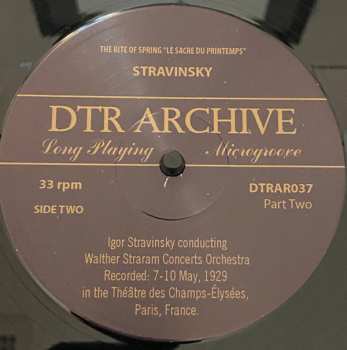 THE RITE OF SPRING "LE SACRE DU PRINTEMPS"
STRAVINSKY
DTR ARCHIVE
Long Playing Microgroove
33 rpm DTRAR037
SIDE TWO Part Two
Igor Stravinsky conducting
Walther Straram Concerts Orchestra
Recorded: 7-10 May, 1929
in the Théâtre des Champs-Élysées,
Paris, France.